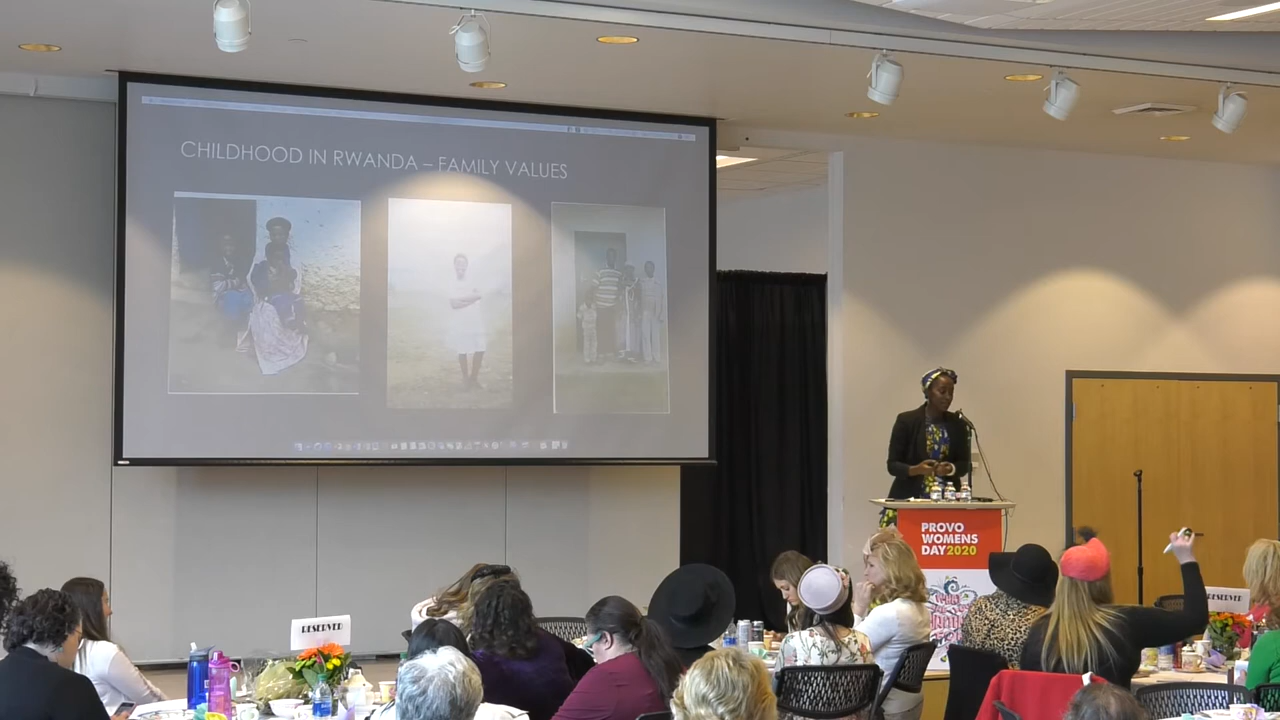 CHILDHOOD IN RWANDA – FAMILY VALUES
PROVO
WOMENS
DAY2020
RESERVED
RESERVED